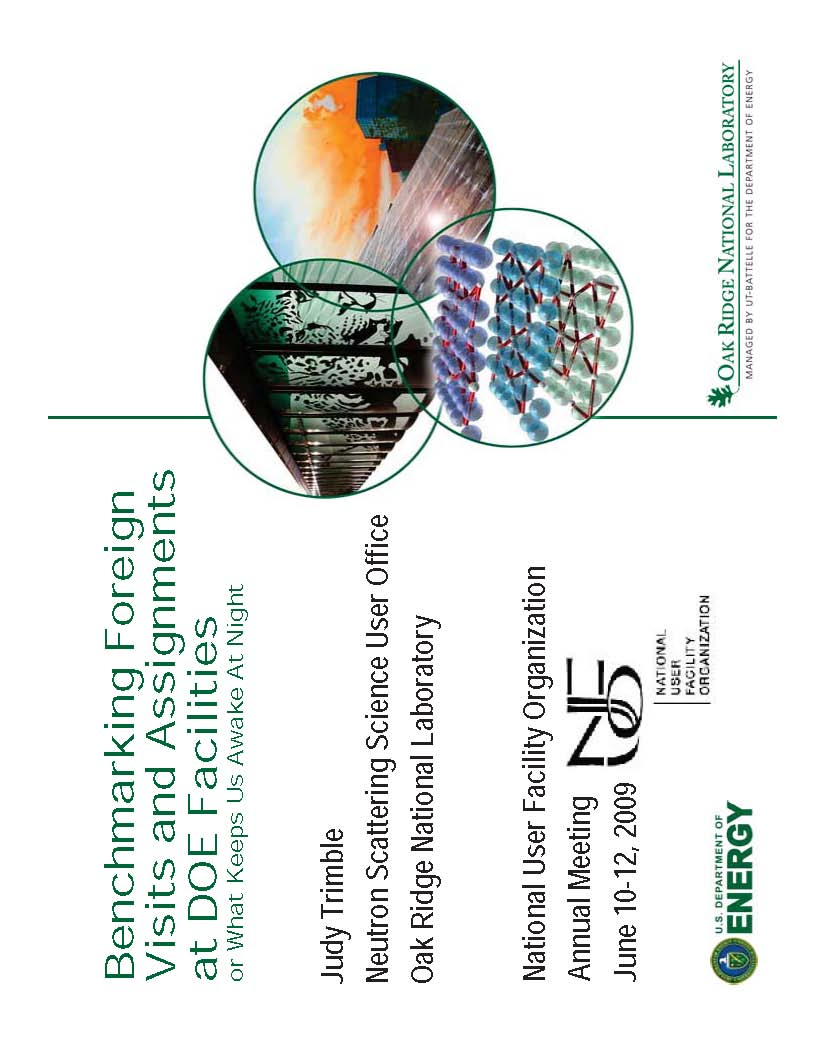 Benchmarking Foreign
Visits and Assignments
at DOE Facilities
or What Keeps Us Awake At Night
Judy Trimble
Neutron Scattering Science User Office
Oak Ridge National Laboratory
National User Facility Organization
Annual Meeting
June 10-12, 2009
NUFO
NATIONAL
USER
FACILITY
ORGANIZATION
U.S. DEPARTMENT OF
ENERGY
OAK RIDGE NATIONAL LABORATORY
MANAGED BY UT-BATTELLE FOR THE DEPARTMENT OF ENERGY